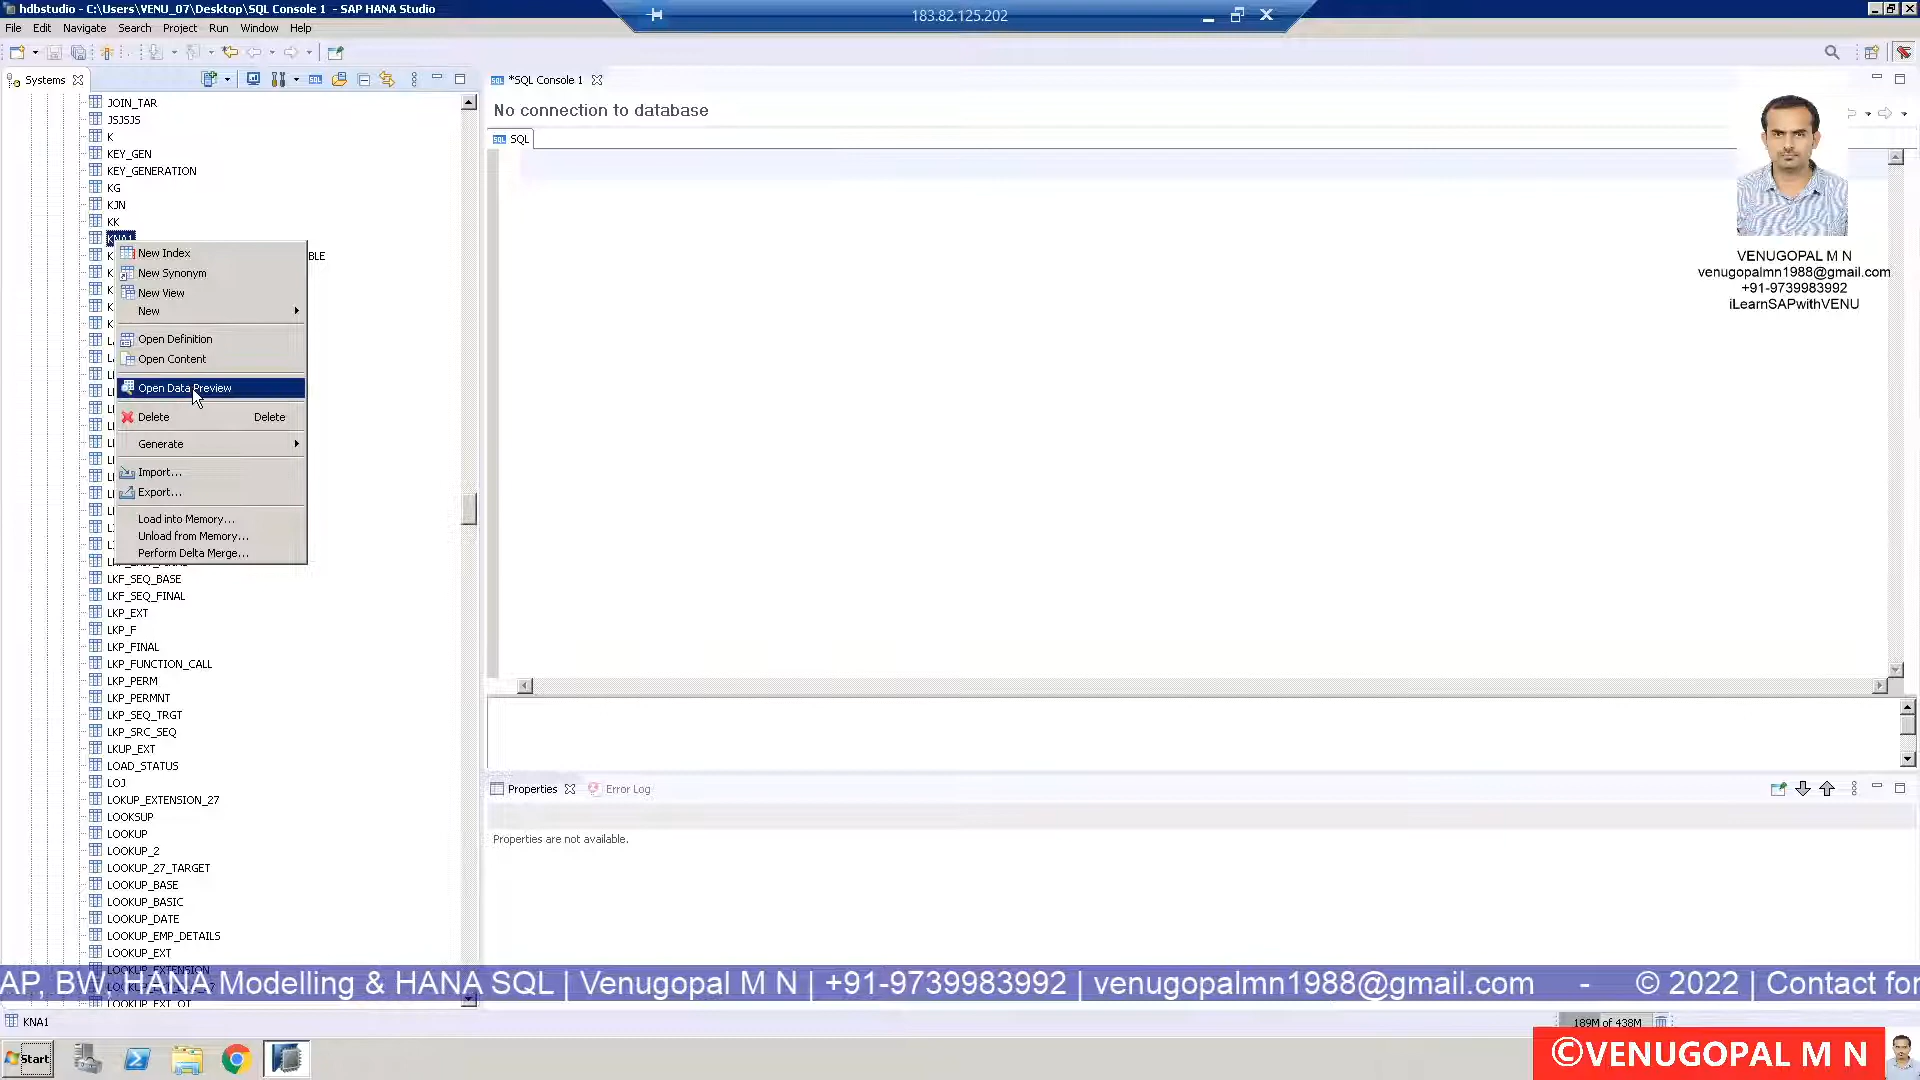 hdbstudio - C:\Users\VENU_07\Desktop\SQL Console 1 - SAP HANA Studio
183.82.125.202
File Edit Navigate Search Project Run Window Help
Systems
*SQL Console 1
No connection to database
SQL
JOIN_TAR
JSJSJS
K
KEY_GEN
KEY_GENERATION
KG
KJN
KK
KNA1
BLE
New Index
New Synonym
New View
New
Open Definition
Open Content
Open Data Preview
Delete Delete
Generate
Import...
Export...
Load into Memory...
Unload from Memory...
Perform Delta Merge...
LKF_SEQ_BASE
LKF_SEQ_FINAL
LKP_EXT
LKP_F
LKP_FINAL
LKP_FUNCTION_CALL
LKP_PERM
LKP_PERMNT
LKP_SEQ_TRGT
LKP_SRC_SEQ
LKUP_EXT
LOAD_STATUS
LOJ
LOKUP_EXTENSION_27
LOOKSUP
LOOKUP
LOOKUP_2
LOOKUP_27_TARGET
LOOKUP_BASE
LOOKUP_BASIC
LOOKUP_DATE
LOOKUP_EMP_DETAILS
LOOKUP_EXT
LOOKUP_EXTENSION
LOOKUP_EXT_OT
VENUGOPAL M N
venugopalmn1988@gmail.com
+91-9739983992
iLearnSAPwithVENU
Properties
Error Log
Properties are not available.
AP, BW, HANA Modelling & HANA SQL | Venugopal M N | +91-9739983992 | venugopalmn1988@gmail.com - © 2022 | Contact for
KNA1
189M of 438M
Start
©VENUGOPAL M N